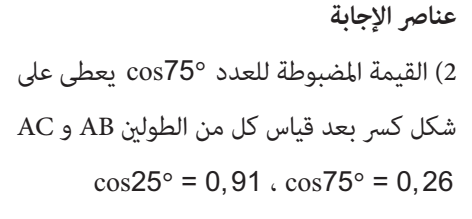 عناصر الإجابة
2) القيمة المضبوطة للعدد cos75° يعطى على
شكل كسر بعد قياس كل من الطولين AB و AC
cos25° = 0,91 ، cos75° = 0,26